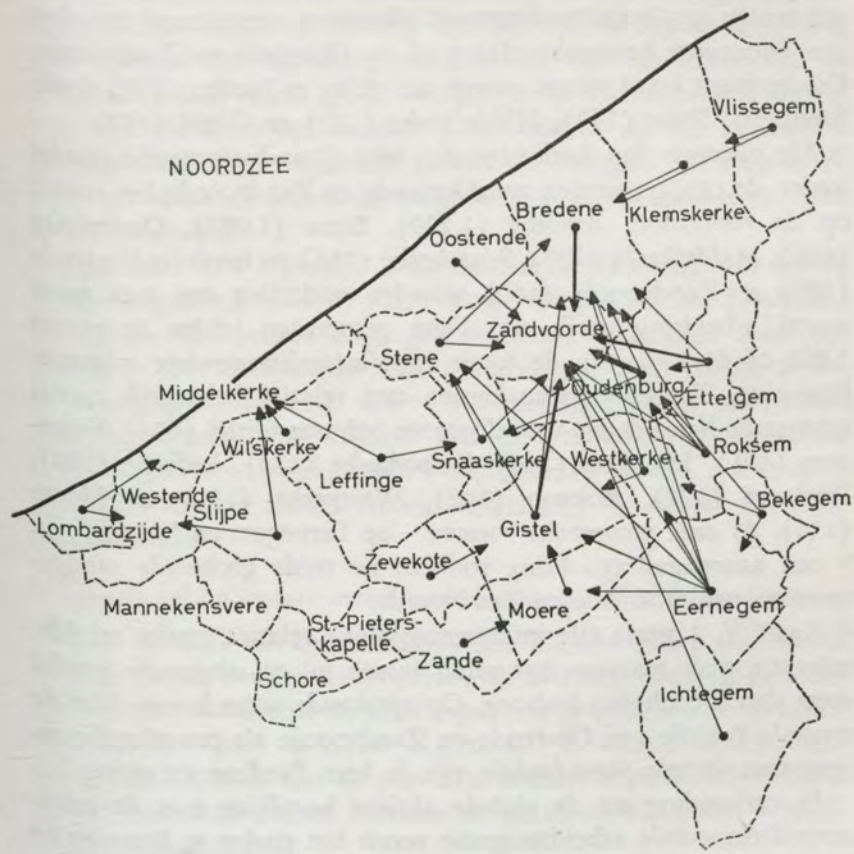 Vlissegem
NOORDZEE
Bredene
Klemskerke
Oostende
Zandvoorde
Stene
Middelkerke
Oudenburg
Ettelgem
Wilskerke
Snaaskerke
Westkerke
Roksem
Leffinge
Westende
Bekegem
Slijpe
Lombardzijde
Gistel
Zevekote
Mannekensvere
Moere
Eernegem
St.-Pieters-
kapelle
Zande
Schore
Ichtegem